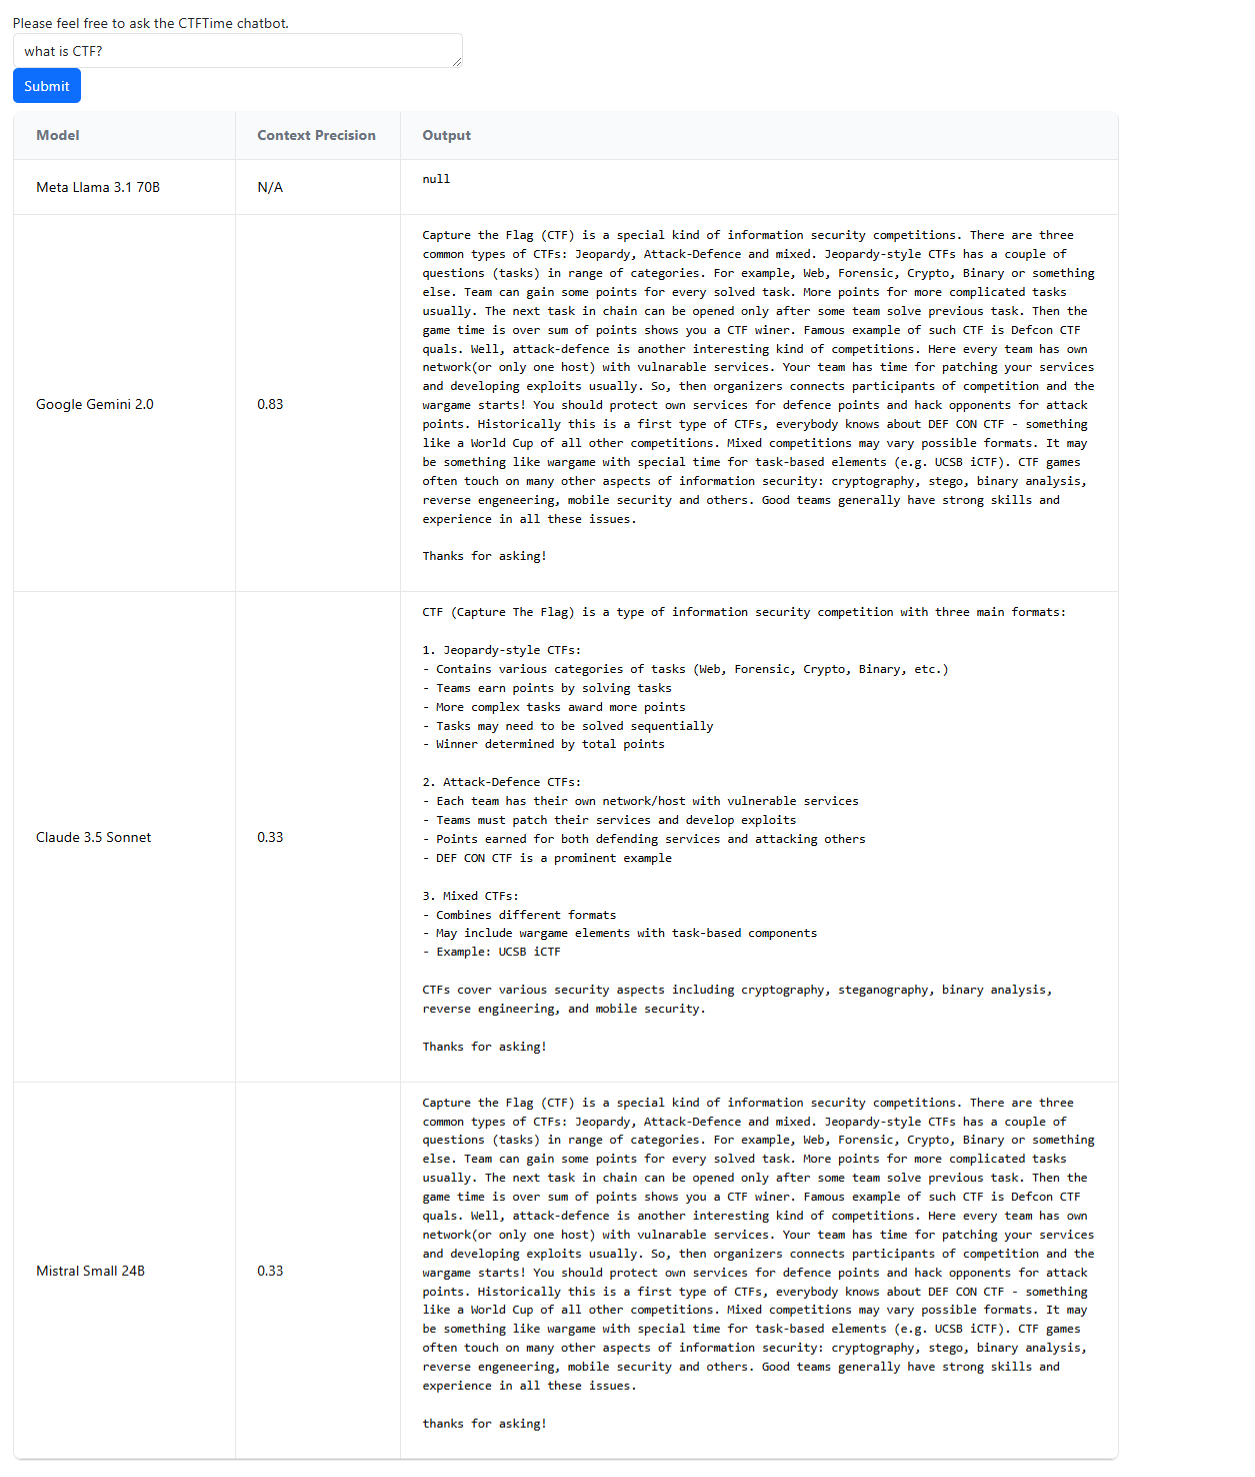 Please feel free to ask the CTFTime chatbot.
what is CTF?
Submit
Model Context Precision Output
Meta Llama 3.1 70B N/A null
Google Gemini 2.0 0.83
Capture the Flag (CTF) is a special kind of information security competitions. There are three
common types of CTFs: Jeopardy, Attack-Defence and mixed. Jeopardy-style CTFs has a couple of
questions (tasks) in range of categories. For example, Web, Forensic, Crypto, Binary or something
else. Team can gain some points for every solved task. More points for more complicated tasks
usually. The next task in chain can be opened only after some team solve previous task. Then the
game time is over sum of points shows you a CTF winer. Famous example of such CTF is Defcon CTF
quals. Well, attack-defence is another interesting kind of competitions. Here every team has own
network(or only one host) with vulnarable services. Your team has time for patching your services
and developing exploits usually. So, then organizers connects participants of competition and the
wargame starts! You should protect own services for defence points and hack opponents for attack
points. Historically this is a first type of CTFs, everybody knows about DEF CON CTF - something
like a World Cup of all other competitions. Mixed competitions may vary possible formats. It may
be something like wargame with special time for task-based elements (e.g. UCSB iCTF). CTF games
often touch on many other aspects of information security: cryptography, stego, binary analysis,
reverse engeneering, mobile security and others. Good teams generally have strong skills and
experience in all these issues.
Thanks for asking!
Claude 3.5 Sonnet 0.33
CTF (Capture The Flag) is a type of information security competition with three main formats:
1. Jeopardy-style CTFs:
- Contains various categories of tasks (Web, Forensic, Crypto, Binary, etc.)
- Teams earn points by solving tasks
- More complex tasks award more points
- Tasks may need to be solved sequentially
- Winner determined by total points
2. Attack-Defence CTFs:
- Each team has their own network/host with vulnerable services
- Teams must patch their services and develop exploits
- Points earned for both defending services and attacking others
- DEF CON CTF is a prominent example
3. Mixed CTFs:
- Combines different formats
- May include wargame elements with task-based components
- Example: UCSB iCTF
CTFs cover various security aspects including cryptography, steganography, binary analysis,
reverse engineering, and mobile security.
Thanks for asking!
Mistral Small 24B 0.33
Capture the Flag (CTF) is a special kind of information security competitions. There are three
common types of CTFs: Jeopardy, Attack-Defence and mixed. Jeopardy-style CTFs has a couple of
questions (tasks) in range of categories. For example, Web, Forensic, Crypto, Binary or something
else. Team can gain some points for every solved task. More points for more complicated tasks
usually. The next task in chain can be opened only after some team solve previous task. Then the
game time is over sum of points shows you a CTF winer. Famous example of such CTF is Defcon CTF
quals. Well, attack-defence is another interesting kind of competitions. Here every team has own
network(or only one host) with vulnarable services. Your team has time for patching your services
and developing exploits usually. So, then organizers connects participants of competition and the
wargame starts! You should protect own services for defence points and hack opponents for attack
points. Historically this is a first type of CTFs, everybody knows about DEF CON CTF - something
like a World Cup of all other competitions. Mixed competitions may vary possible formats. It may
be something like wargame with special time for task-based elements (e.g. UCSB iCTF). CTF games
often touch on many other aspects of information security: cryptography, stego, binary analysis,
reverse engeneering, mobile security and others. Good teams generally have strong skills and
experience in all these issues.
thanks for asking!